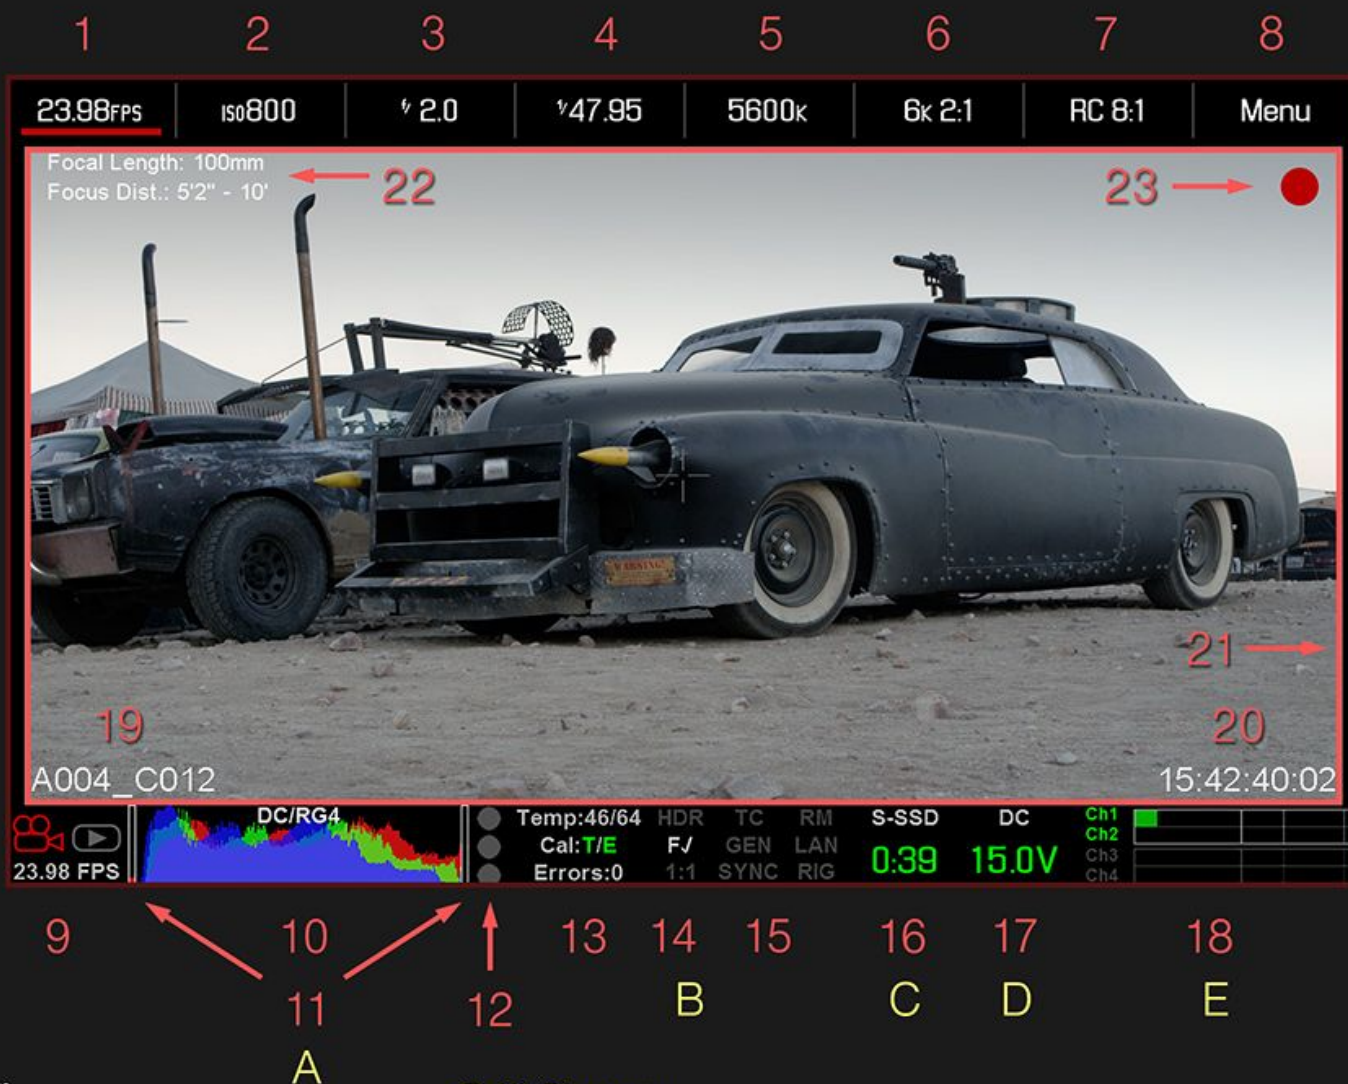 1 2 3 4 5 6 7 8
23.98FPS ISO800 f/ 2.0 1/47.95 5600K 6K 2:1 RC 8:1 Menu
Focal Length: 100mm
Focus Dist.: 5'2" - 10'
22
23
WARNING!
21
19
20
A004_C012
15:42:40:02
DC/RG4
23.98 FPS
Temp:46/64 HDR TC RM S-SSD DC Ch1
Cal:T/E F√ GEN LAN 0:39 15.0V Ch2
Ch3
Errors:0 1:1 SYNC RIG Ch4
9 10 13 14 15 16 17 18
11 12 B C D E
A